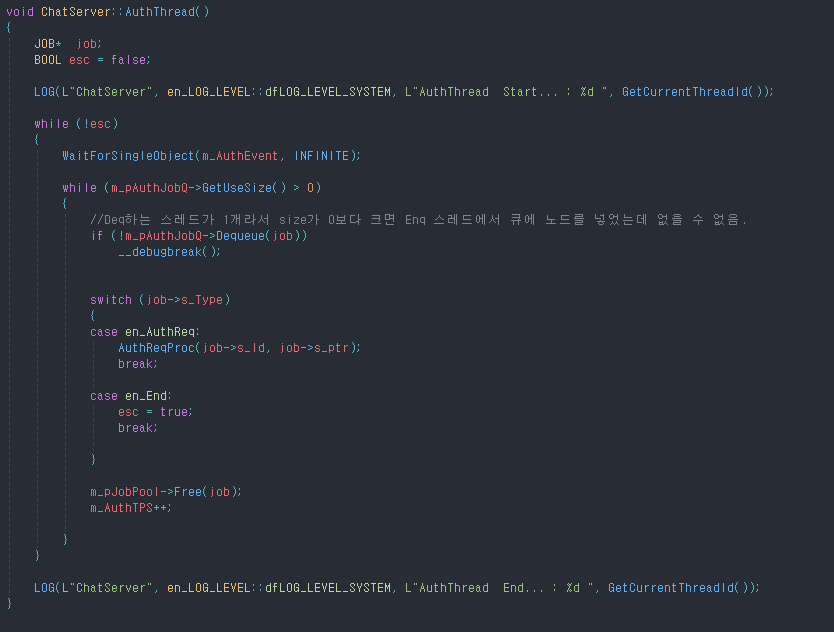 void ChatServer::AuthThread()
{
    JOB*  job;
    BOOL esc = false;
    LOG(L"ChatServer", en_LOG_LEVEL::dfLOG_LEVEL_SYSTEM, L"AuthThread  Start... : %d ", GetCurrentThreadId());
    while (!esc)
    {
        WaitForSingleObject(m_AuthEvent, INFINITE);
        while (m_pAuthJobQ->GetUseSize() > 0)
        {
            //Deq하는 스레드가 1개라서 size가 0보다 크면 Enq 스레드에서 큐에 노드를 넣었는데 없을 수 없음.
            if (!m_pAuthJobQ->Dequeue(job))
                __debugbreak();
            switch (job->s_Type)
            {
            case en_AuthReq:
                AuthReqProc(job->s_Id, job->s_ptr);
                break;
            case en_End:
                esc = true;
                break;
            }
            m_pJobPool->Free(job);
            m_AuthTPS++;
        }
    }
    LOG(L"ChatServer", en_LOG_LEVEL::dfLOG_LEVEL_SYSTEM, L"AuthThread  End... : %d ", GetCurrentThreadId());
}